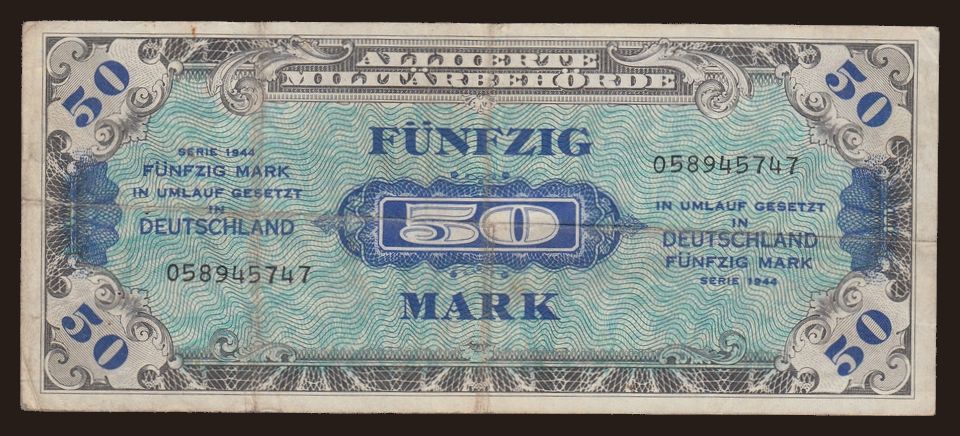 ALLIIERTE
MILITÄRBEHÖRDE
50
50
FÜNFZIG
SERIE 1944
FÜNFZIG MARK
IN UMLAUF GESETZT
IN
DEUTSCHLAND
058945747
50
058945747
IN UMLAUF GESETZT
IN
DEUTSCHLAND
FÜNFZIG MARK
SERIE 1944
MARK
50
50